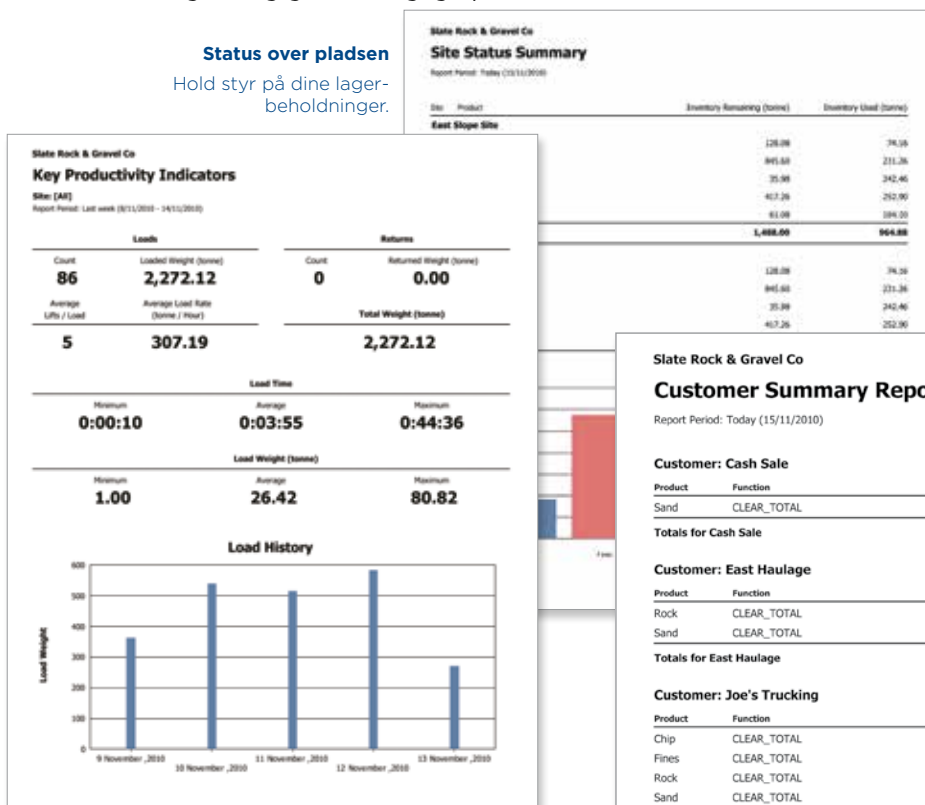 Status over pladsen
Hold styr på dine lager-
beholdninger.
Slate Rock & Gravel Co
Site Status Summary
Report Period: Today (15/11/2010)
Site Product Inventory Remaining (tonne) Inventory Used (tonne)
East Slope Site
128.08 74.16
845.60 231.26
35.98 242.46
417.26 252.90
61.08
1,488.00 964.88
128.08 74.16
845.60 231.26
35.98 242.46
417.26 252.90
Fines
Slate Rock & Gravel Co
Key Productivity Indicators
Site: [All]
Report Period: Last week (8/11/2010 - 14/11/2010)
Loads Returns
Count Loaded Weight (tonne) Count Returned Weight (tonne)
86 2,272.12 0 0.00
Average Average Load Rate
Lifts / Load (tonne / Hour) Total Weight (tonne)
5 307.19 2,272.12
Load Time
Minimum Average Maximum
0:00:10 0:03:55 0:44:36
Load Weight (tonne)
Minimum Average Maximum
1.00 26.42 80.82
Load History
600
500
400
300
200
100
0
Load Weight
9 November ,2010 10 November ,2010 11 November ,2010 12 November ,2010 13 November ,2010
Slate Rock & Gravel Co
Customer Summary Repo
Report Period: Today (15/11/2010)
Customer: Cash Sale
Product Function
Sand CLEAR_TOTAL
Totals for Cash Sale
Customer: East Haulage
Product Function
Rock CLEAR_TOTAL
Sand CLEAR_TOTAL
Totals for East Haulage
Customer: Joe's Trucking
Product Function
Chip CLEAR_TOTAL
Fines CLEAR_TOTAL
Rock CLEAR_TOTAL
Sand CLEAR_TOTAL